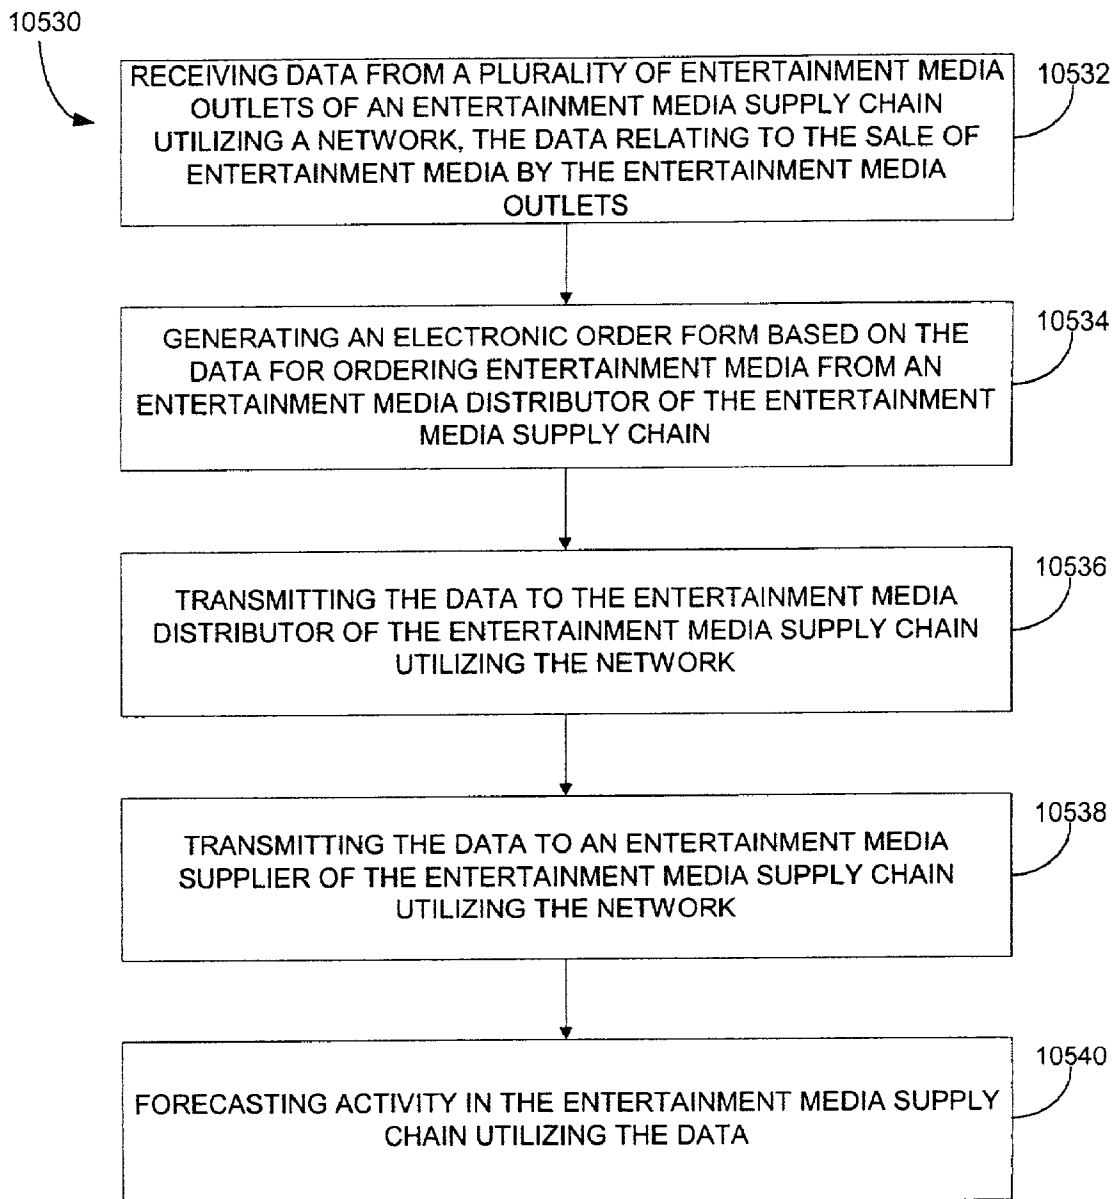 10530
RECEIVING DATA FROM A PLURALITY OF ENTERTAINMENT MEDIA
OUTLETS OF AN ENTERTAINMENT MEDIA SUPPLY CHAIN
UTILIZING A NETWORK, THE DATA RELATING TO THE SALE OF
ENTERTAINMENT MEDIA BY THE ENTERTAINMENT MEDIA
OUTLETS
10532
GENERATING AN ELECTRONIC ORDER FORM BASED ON THE
DATA FOR ORDERING ENTERTAINMENT MEDIA FROM AN
ENTERTAINMENT MEDIA DISTRIBUTOR OF THE ENTERTAINMENT
MEDIA SUPPLY CHAIN
10534
TRANSMITTING THE DATA TO THE ENTERTAINMENT MEDIA
DISTRIBUTOR OF THE ENTERTAINMENT MEDIA SUPPLY CHAIN
UTILIZING THE NETWORK
10536
TRANSMITTING THE DATA TO AN ENTERTAINMENT MEDIA
SUPPLIER OF THE ENTERTAINMENT MEDIA SUPPLY CHAIN
UTILIZING THE NETWORK
10538
FORECASTING ACTIVITY IN THE ENTERTAINMENT MEDIA SUPPLY
CHAIN UTILIZING THE DATA
10540